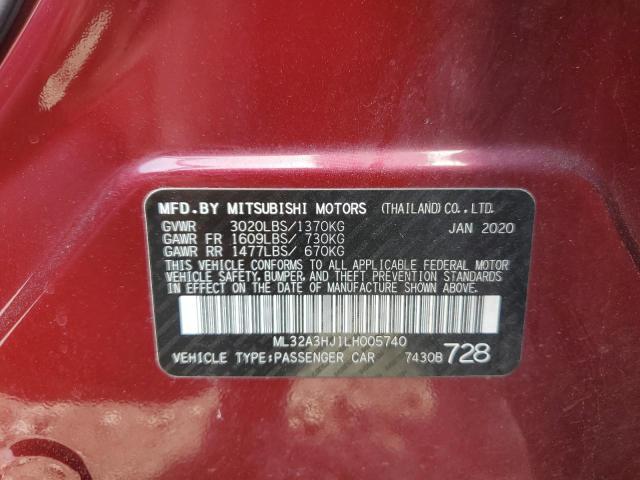 MFD.BY MITSUBISHI MOTORS (THAILAND) CO., LTD.
GVWR 3020LBS/1370KG JAN 2020
GAWR FR 1609LBS/ 730KG
GAWR RR 1477LBS/ 670KG
THIS VEHICLE CONFORMS TO ALL APPLICABLE FEDERAL MOTOR
VEHICLE SAFETY, BUMPER, AND THEFT PREVENTION STANDARDS
IN EFFECT ON THE DATE OF MANUFACTURE SHOWN ABOVE.
ML32A3HJ1LH005740
VEHICLE TYPE:PASSENGER CAR 7430B 728